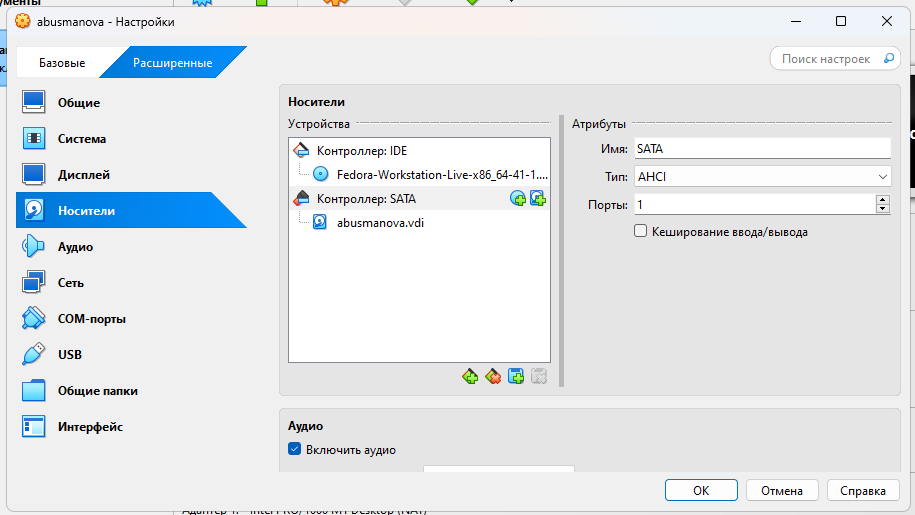 ументы
abusmanova - Настройки
Базовые
Расширенные
Поиск настроек
Общие
Система
Дисплей
Носители
Аудио
Сеть
COM-порты
USB
Общие папки
Интерфейс
Носители
Устройства
Контроллер: IDE
Fedora-Workstation-Live-x86_64-41-1....
Контроллер: SATA
abusmanova.vdi
Атрибуты
Имя: SATA
Тип: AHCI
Порты: 1
Кеширование ввода/вывода
Аудио
Включить аудио
OK
Отмена
Справка